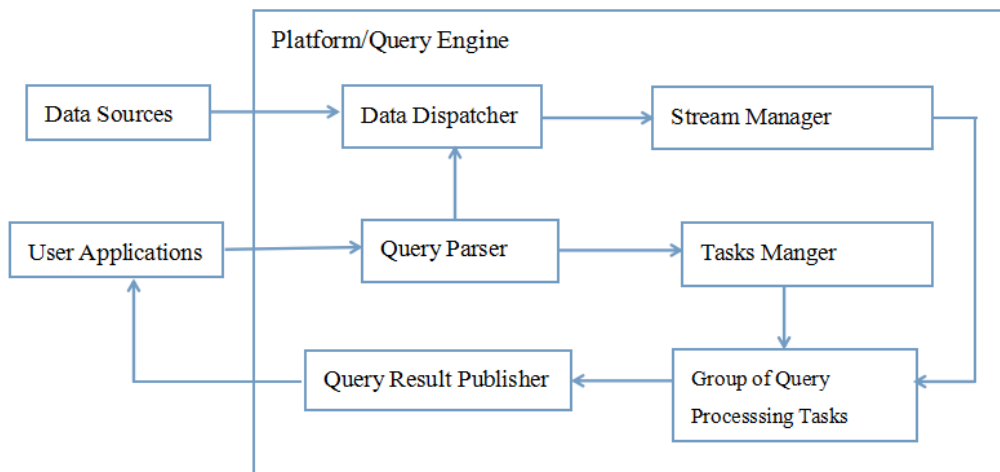 Platform/Query Engine
Data Sources
Data Dispatcher
Stream Manager
User Applications
Query Parser
Tasks Manger
Query Result Publisher
Group of Query
Processsing Tasks